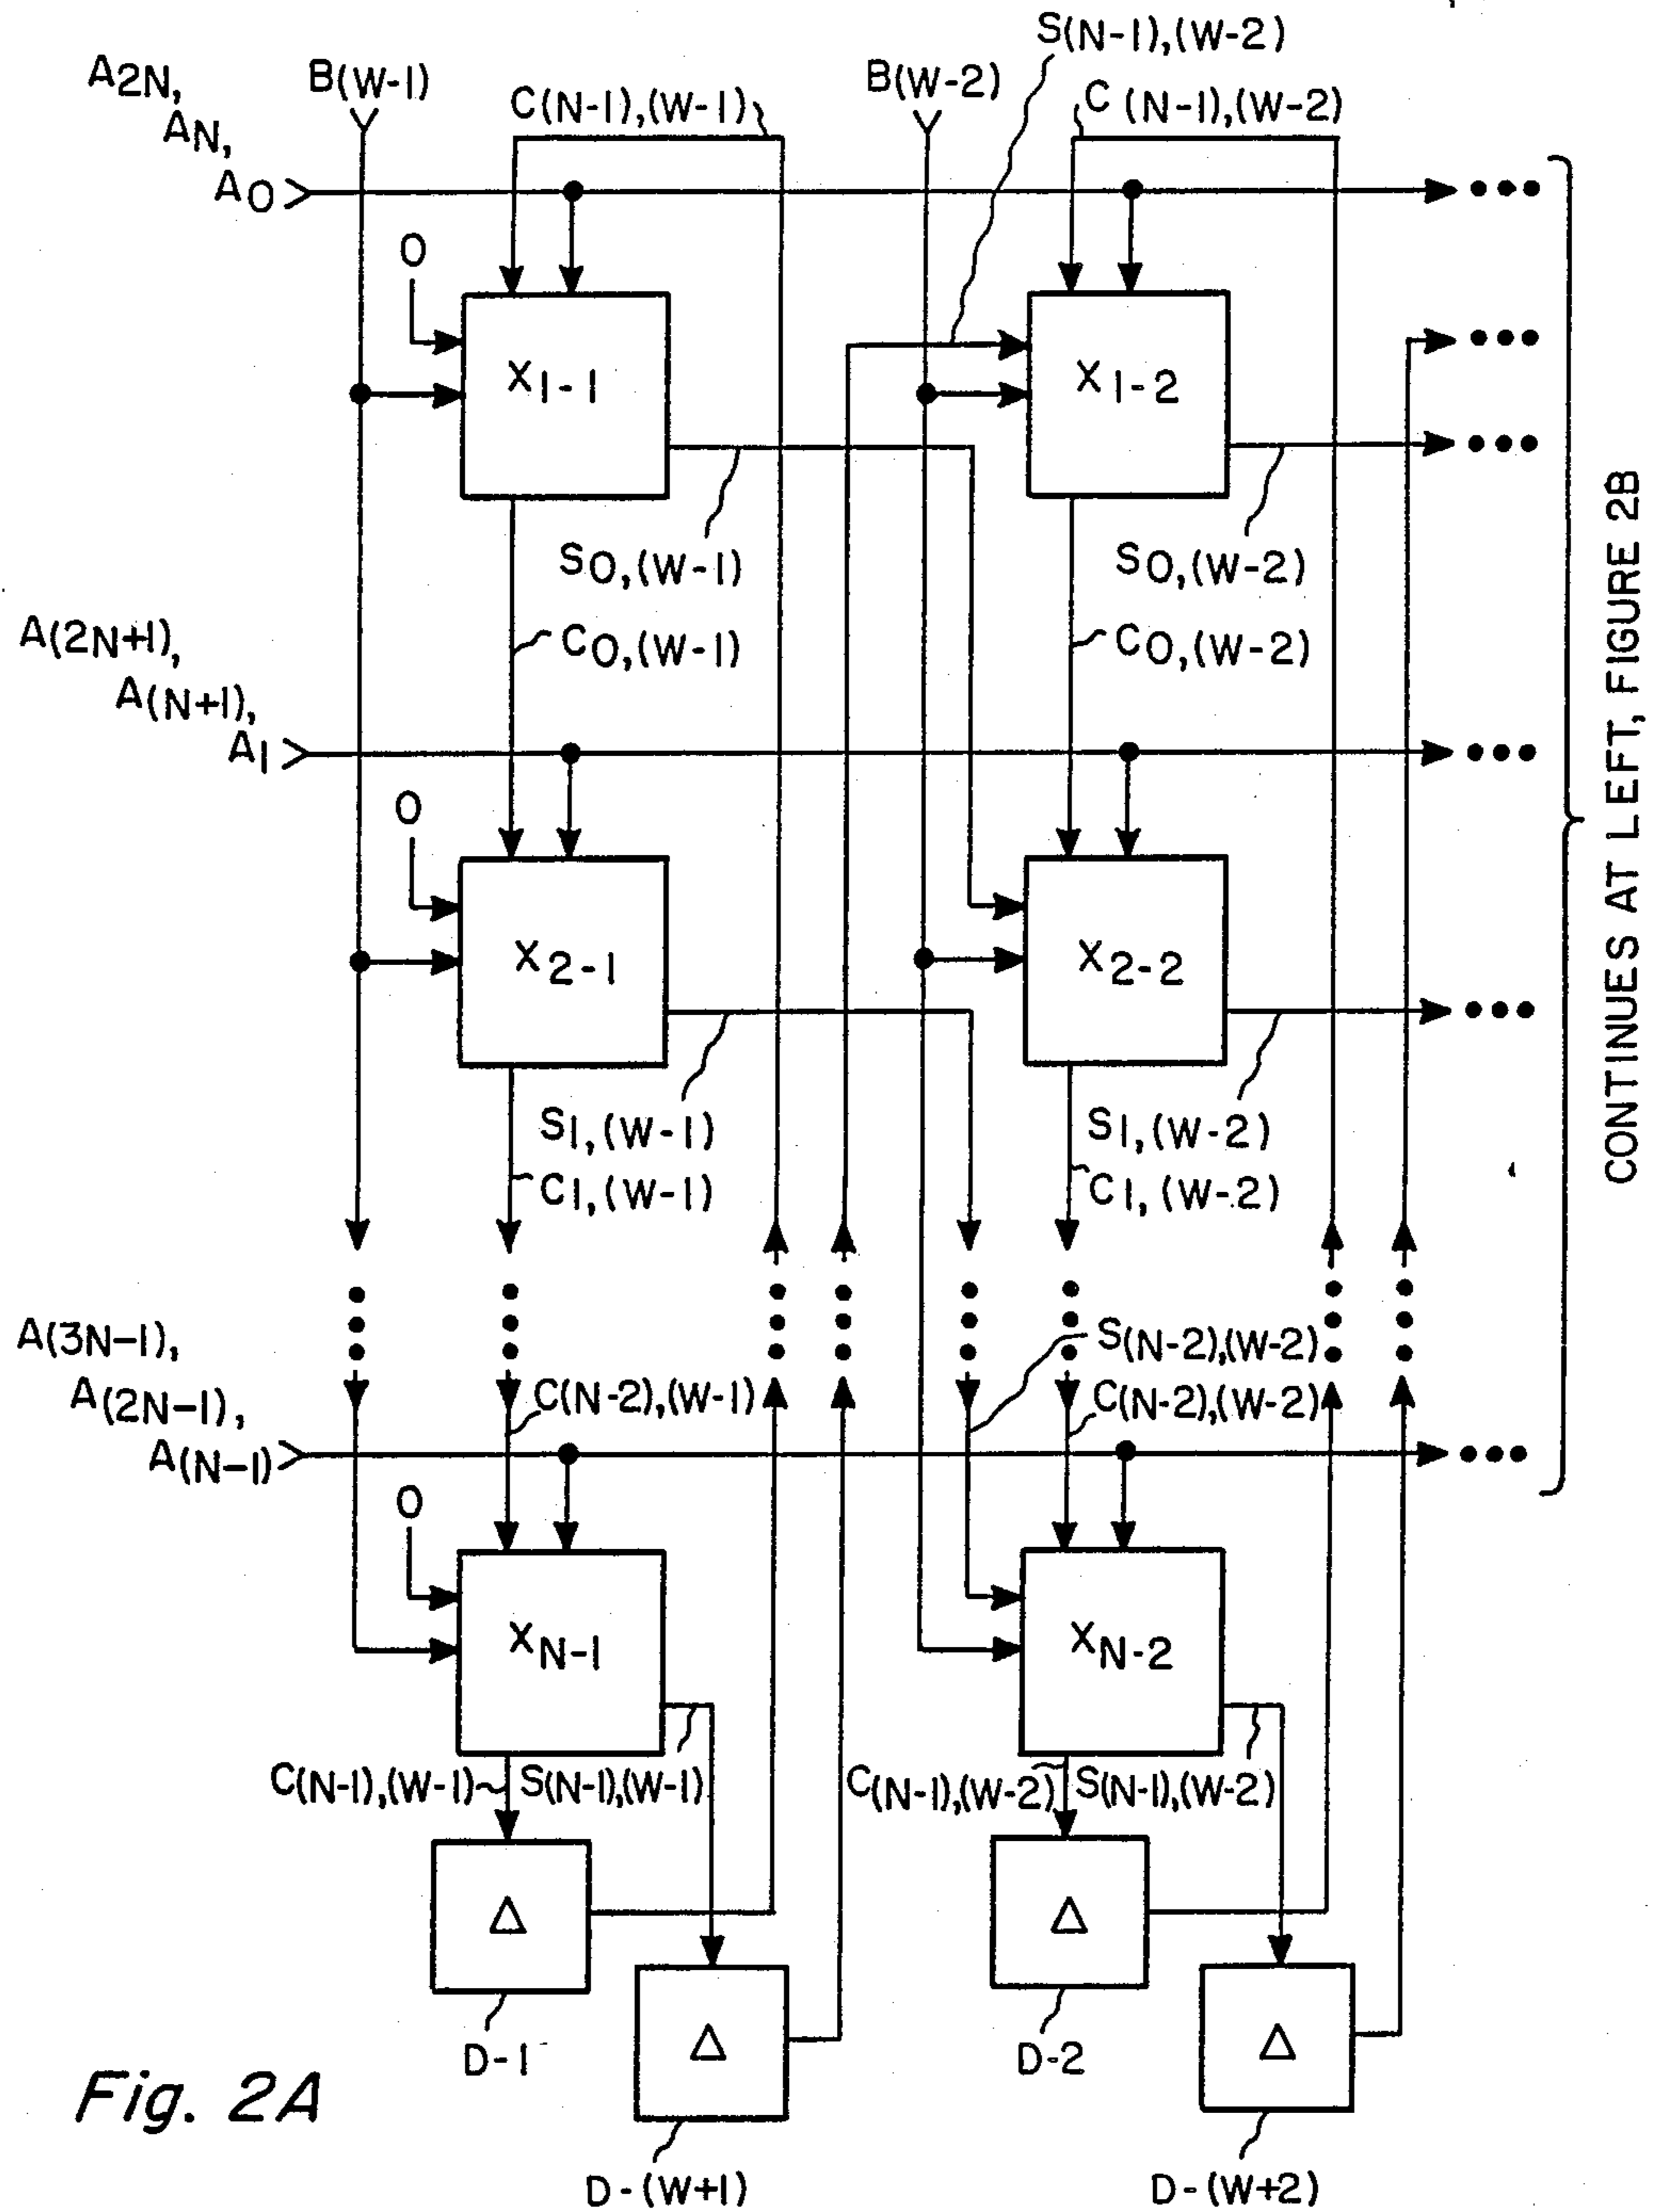 S(N-1),(W-2)
A2N,
B(W-1)
B(W-2)
C(N-1),(W-1)
C(N-1),(W-2)
AN,
A0
0
X1-1
X1-2
S0,(W-1)
S0,(W-2)
C0,(W-1)
C0,(W-2)
A(2N+1),
A(N+1),
A1
0
X2-1
X2-2
S1,(W-1)
S1,(W-2)
C1,(W-1)
C1,(W-2)
CONTINUES AT LEFT, FIGURE 2B
A(3N-1),
S(N-2),(W-2)
A(2N-1),
C(N-2),(W-1)
C(N-2),(W-2)
A(N-1)
0
XN-1
XN-2
C(N-1),(W-1)
S(N-1),(W-1)
C(N-1),(W-2)
S(N-1),(W-2)
Δ
Δ
Δ
Δ
D-1
D-2
D-(W+1)
D-(W+2)
Fig. 2A